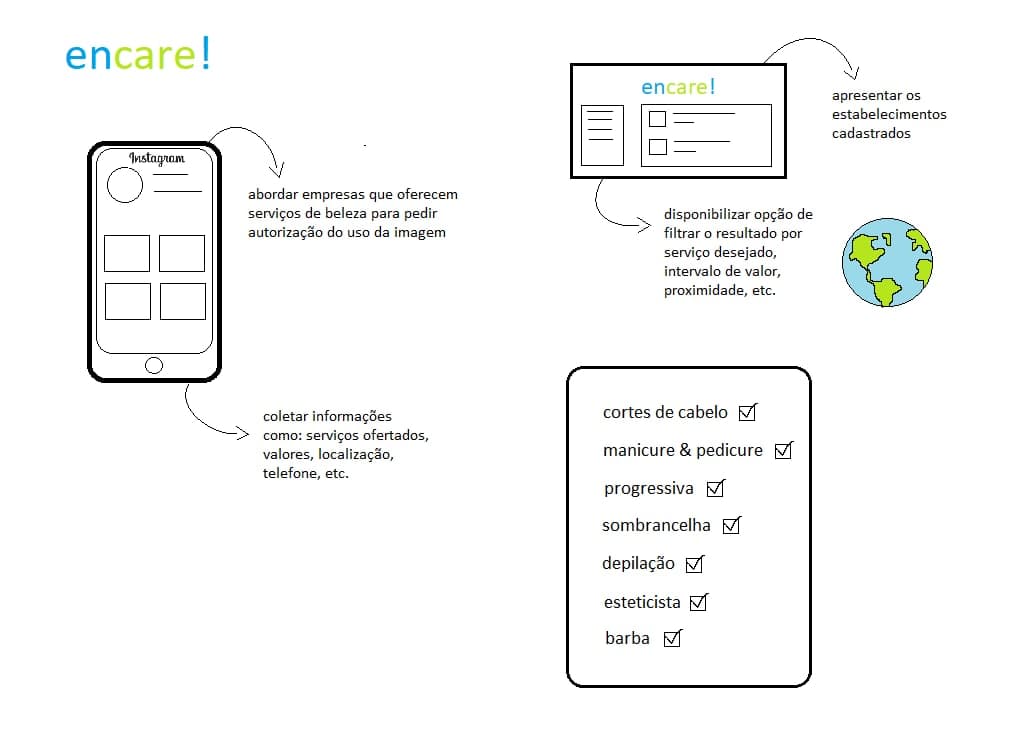 encare!
Instagram
abordar empresas que oferecem
serviços de beleza para pedir
autorização do uso da imagem
coletar informações
como: serviços ofertados,
valores, localização,
telefone, etc.
encare!
apresentar os
estabelecimentos
cadastrados
disponibilizar opção de
filtrar o resultado por
serviço desejado,
intervalo de valor,
proximidade, etc.
cortes de cabelo
manicure & pedicure
progressiva
sombrancelha
depilação
esteticista
barba